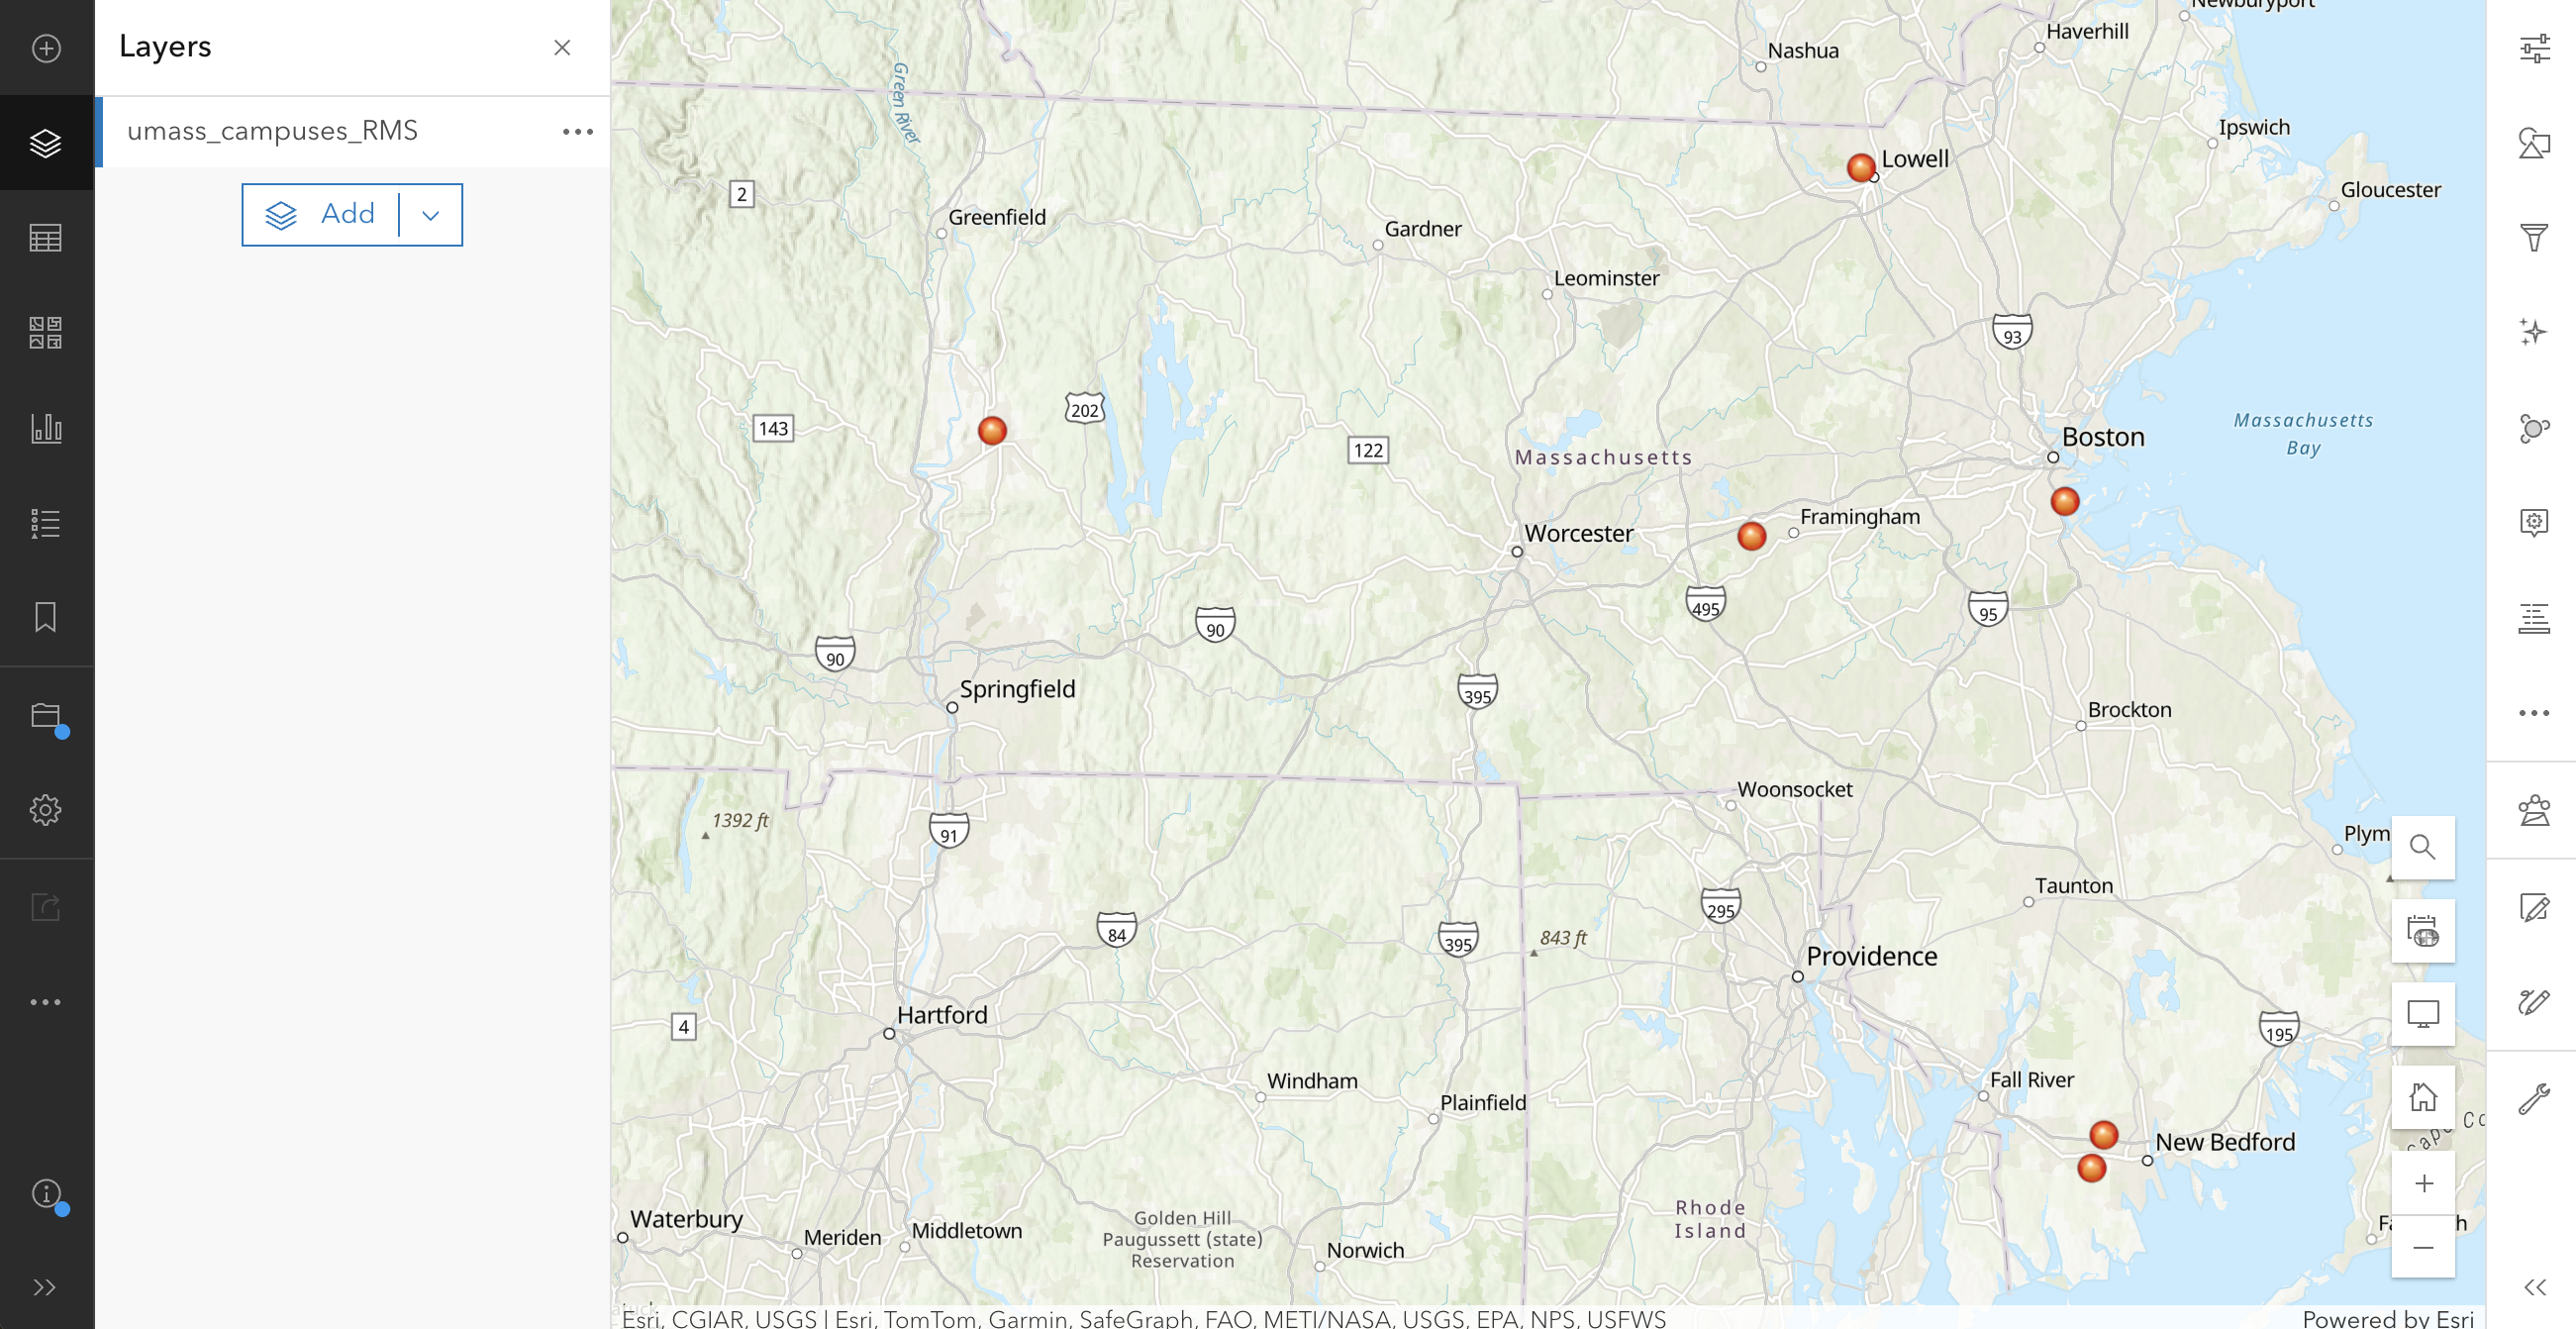 Layers
umass_campuses_RMS
Add
Newburyport
Haverhill
Nashua
Green River
Ipswich
Lowell
Gloucester
2
Greenfield
Gardner
Leominster
93
202
143
122
Massachusetts
Boston
Massachusetts
Bay
Framingham
Worcester
495
95
90
90
Springfield
395
Brockton
Woonsocket
1392 ft
91
Plym
Taunton
295
84
395
843 ft
Providence
Hartford
4
195
Windham
Fall River
Plainfield
Cape Co
New Bedford
Rhode
Island
Waterbury
Meriden
Middletown
Golden Hill
Paugussett (state)
Reservation
Norwich
Fa h
Esri, CGIAR, USGS | Esri, TomTom, Garmin, SafeGraph, FAO, METI/NASA, USGS, EPA, NPS, USFWS
Powered by Esri